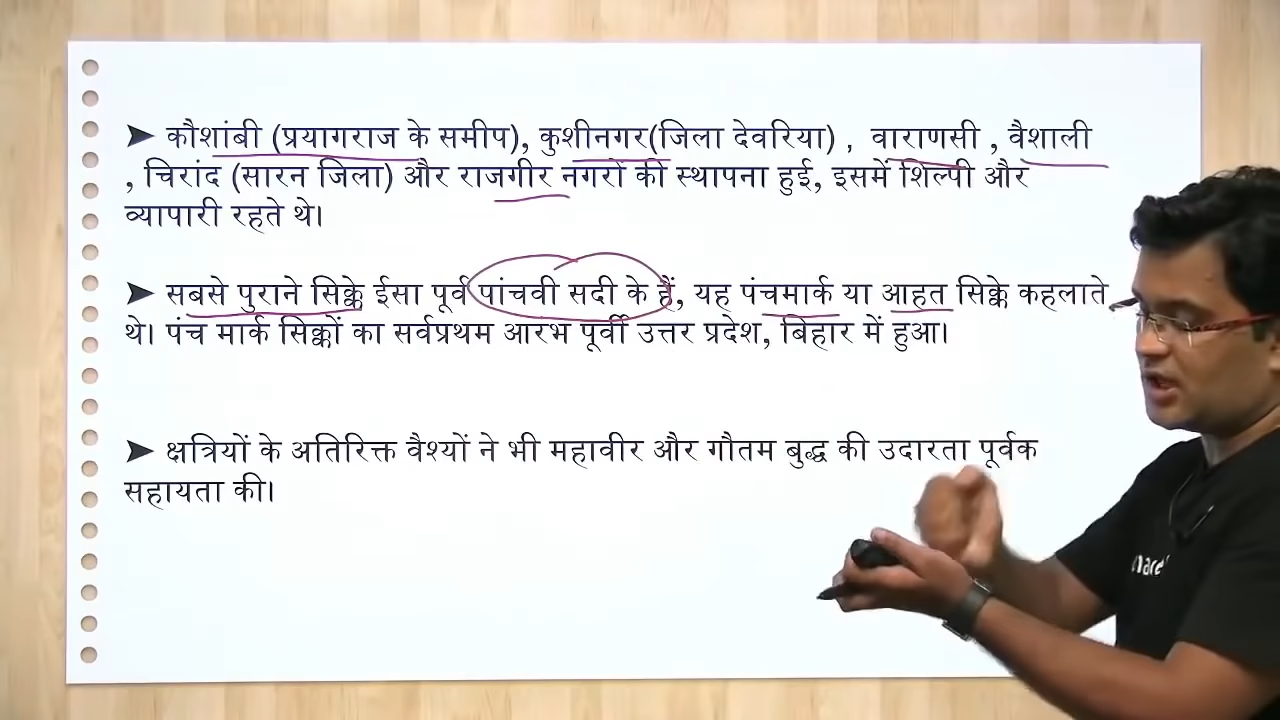 ➤ कौशांबी (प्रयागराज के समीप), कुशीनगर(जिला देवरिया) , वाराणसी , वैशाली
, चिरांद (सारन जिला) और राजगीर नगरों की स्थापना हुई, इसमें शिल्पी और
व्यापारी रहते थे।
➤ सबसे पुराने सिक्के ईसा पूर्व पांचवी सदी के हैं, यह पंचमार्क या आहत सिक्के कहलाते
थे। पंच मार्क सिक्कों का सर्वप्रथम आरंभ पूर्वी उत्तर प्रदेश, बिहार में हुआ।
➤ क्षत्रियों के अतिरिक्त वैश्यों ने भी महावीर और गौतम बुद्ध की उदारता पूर्वक
सहायता की।